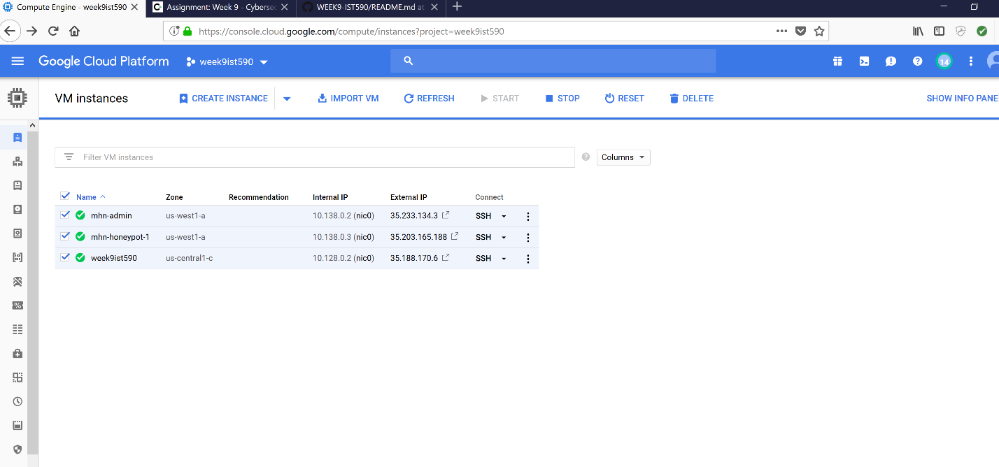 Compute Engine - week9ist590
Assignment: Week 9 - Cybersec
WEEK9-IST590/README.md at
https://console.cloud.google.com/compute/instances?project=week9ist590
Google Cloud Platform
week9ist590
14
VM instances
CREATE INSTANCE
IMPORT VM
REFRESH
START
STOP
RESET
DELETE
SHOW INFO PANE
Filter VM instances
Columns
Name
Zone
Recommendation
Internal IP
External IP
Connect
mhn-admin us-west1-a 10.138.0.2 (nic0) 35.233.134.3 SSH
mhn-honeypot-1 us-west1-a 10.138.0.3 (nic0) 35.203.165.188 SSH
week9ist590 us-central1-c 10.128.0.2 (nic0) 35.188.170.6 SSH